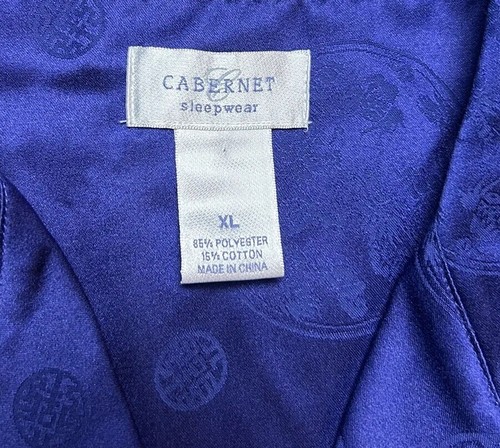 CABERNET
sleepwear
XL
85% POLYESTER
15% COTTON
MADE IN CHINA